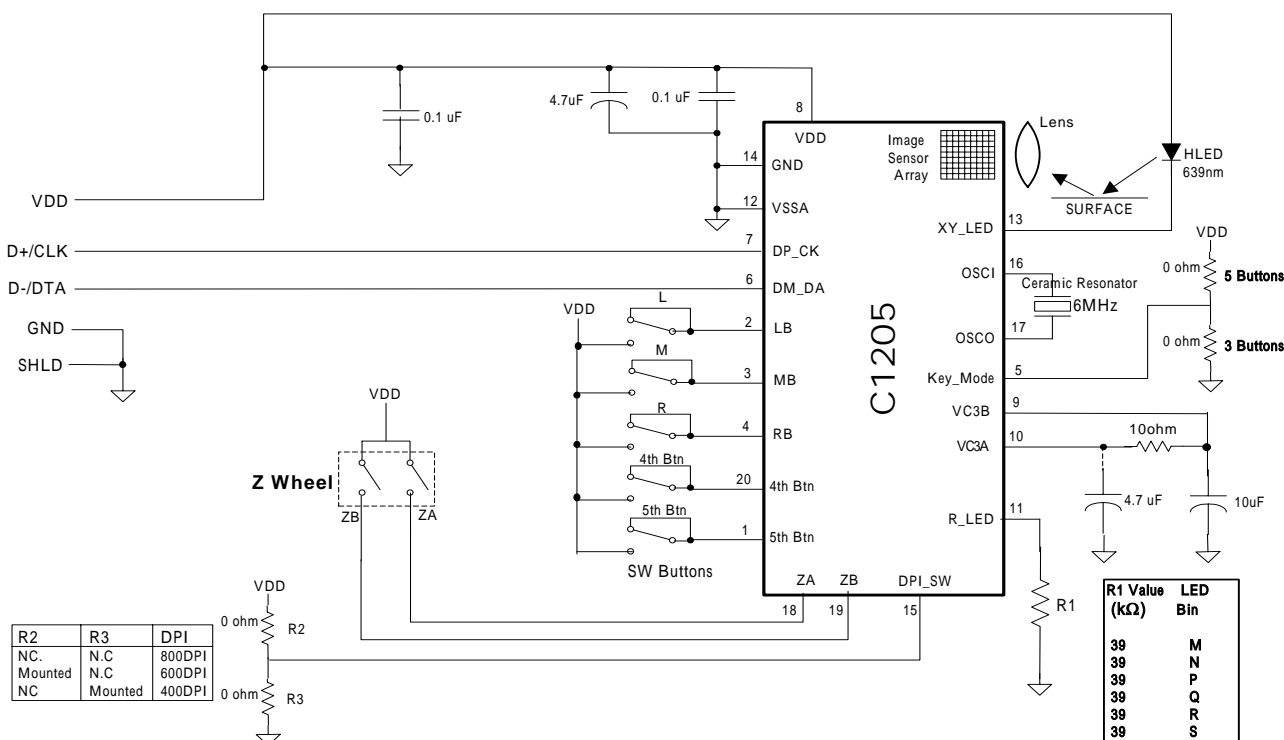 0.1 uF
4.7uF
0.1 uF
8
VDD
Image
Sensor
Array
Lens
HLED
639nm
SURFACE
14
GND
12
VSSA
VDD
7
D+/CLK
DP_CK
6
D-/DTA
DM_DA
GND
SHLD
13
XY_LED
16
OSCI
Ceramic Resonator
6MHz
17
OSCO
VDD
0 ohm
5 Buttons
0 ohm
3 Buttons
5
Key_Mode
9
VC3B
10
VC3A
10ohm
4.7 uF
10uF
11
R_LED
R1
C1205
VDD
L
2
LB
M
3
MB
R
4
RB
4th Btn
20
4th Btn
5th Btn
1
5th Btn
SW Buttons
VDD
Z Wheel
ZB
ZA
ZA
ZB
DPI_SW
18
19
15
VDD
0 ohm
R2
0 ohm
R3
R2 R3 DPI
NC. N.C 800DPI
Mounted N.C 600DPI
NC Mounted 400DPI
R1 Value LED
(kΩ) Bin
39 M
39 N
39 P
39 Q
39 R
39 S